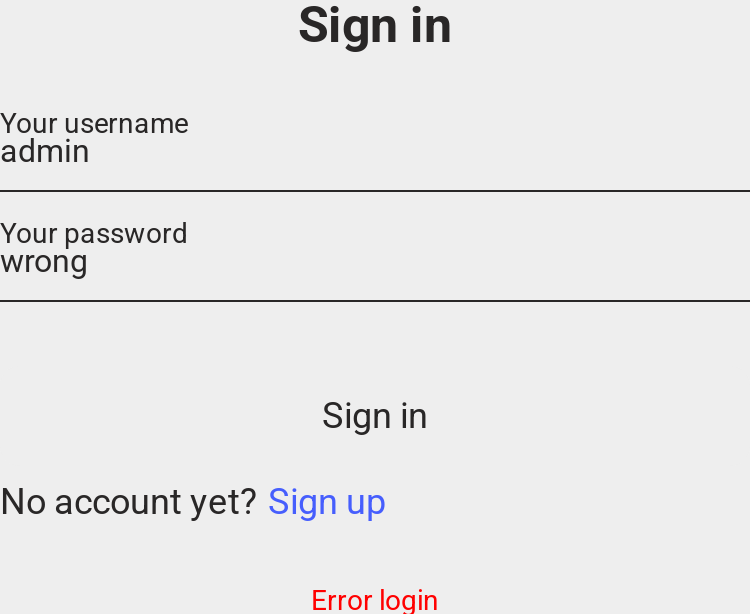 Sign in
Your username
admin
Your password
wrong
Sign in
No account yet? Sign up
Error login